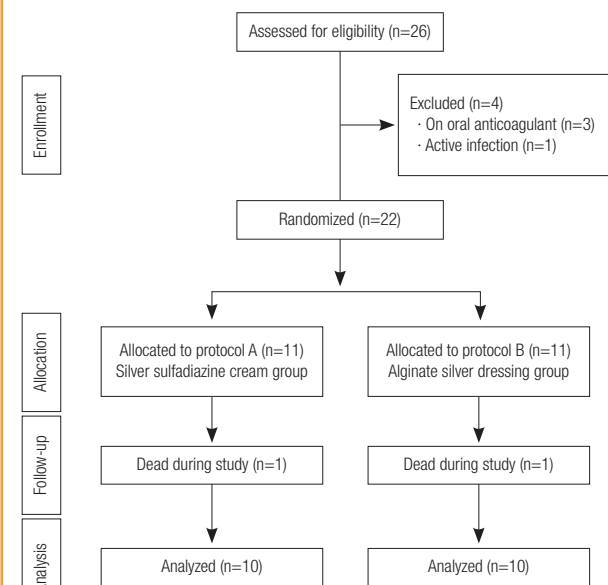 Assessed for eligibility (n=26)
Enrollment
Excluded (n=4)
· On oral anticoagulant (n=3)
· Active infection (n=1)
Randomized (n=22)
Allocation
Allocated to protocol A (n=11)
Silver sulfadiazine cream group
Allocated to protocol B (n=11)
Alginate silver dressing group
Follow-up
Dead during study (n=1)
Dead during study (n=1)
nalysis
Analyzed (n=10)
Analyzed (n=10)